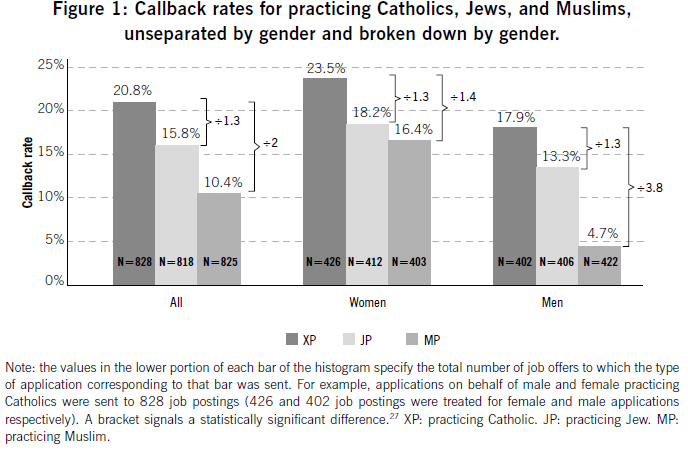 Figure 1: Callback rates for practicing Catholics, Jews, and Muslims,
unseparated by gender and broken down by gender.
25%
20%
15%
10%
5%
0%
Callback rate
20.8%
15.8%
10.4%
÷1.3
÷2
23.5%
18.2%
16.4%
÷1.3
÷1.4
17.9%
13.3%
4.7%
÷1.3
÷3.8
N=828 N=818 N=825
N=426 N=412 N=403
N=402 N=406 N=422
All
Women
Men
XP JP MP
Note: the values in the lower portion of each bar of the histogram specify the total number of job offers to which the type
of application corresponding to that bar was sent. For example, applications on behalf of male and female practicing
Catholics were sent to 828 job postings (426 and 402 job postings were treated for female and male applications
respectively). A bracket signals a statistically significant difference.27 XP: practicing Catholic. JP: practicing Jew. MP:
practicing Muslim.